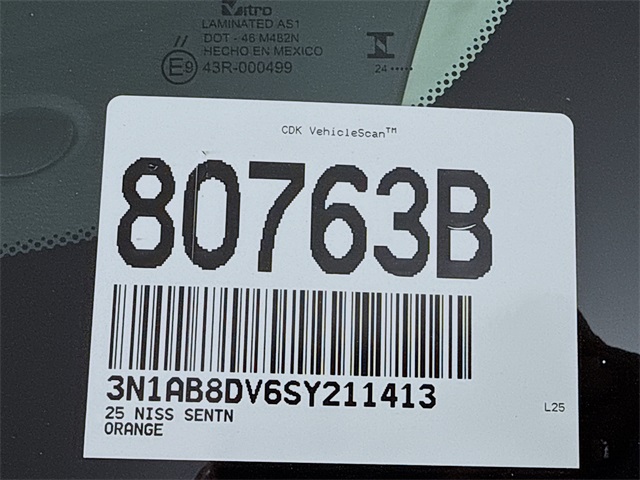 Vitro
LAMINATED AS1
DOT - 46 M482N
HECHO EN MEXICO
E9 43R-000499
24 •••••
CDK VehicleScan™
80763B
3N1AB8DV6SY211413
25 NISS SENTN
ORANGE
L25